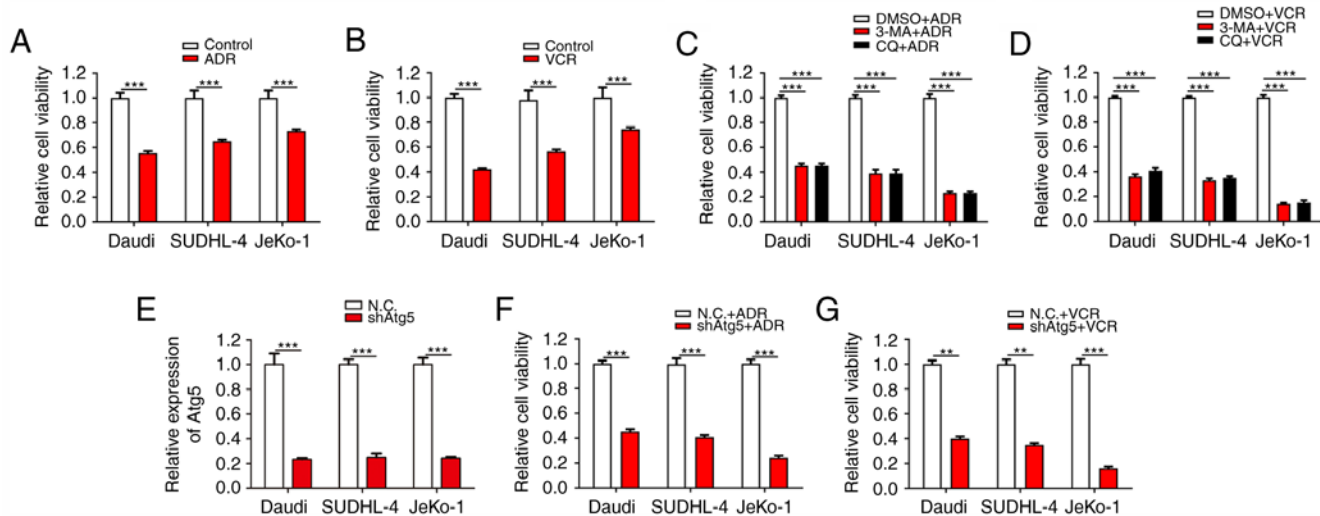 A
Control
ADR
Relative cell viability
1.2
1.0
0.8
0.6
0.4
0.2
0.0
***
***
***
Daudi SUDHL-4 JeKo-1
B
Control
VCR
Relative cell viability
1.2
1.0
0.8
0.6
0.4
0.2
0.0
***
***
***
Daudi SUDHL-4 JeKo-1
C
DMSO+ADR
3-MA+ADR
CQ+ADR
Relative cell viability
1.2
1.0
0.8
0.6
0.4
0.2
0.0
*** *** ***
*** *** ***
Daudi SUDHL-4 JeKo-1
D
DMSO+VCR
3-MA+VCR
CQ+VCR
Relative cell viability
1.2
1.0
0.8
0.6
0.4
0.2
0.0
*** *** ***
*** *** ***
Daudi SUDHL-4 JeKo-1
E
N.C.
shAtg5
Relative expression
of Atg5
1.2
1.0
0.8
0.6
0.4
0.2
0.0
***
***
***
Daudi SUDHL-4 JeKo-1
F
N.C.+ADR
shAtg5+ADR
Relative cell viability
1.2
1.0
0.8
0.6
0.4
0.2
0.0
***
***
***
Daudi SUDHL-4 JeKo-1
G
N.C.+VCR
shAtg5+VCR
Relative cell viability
1.2
1.0
0.8
0.6
0.4
0.2
0.0
**
**
***
Daudi SUDHL-4 JeKo-1